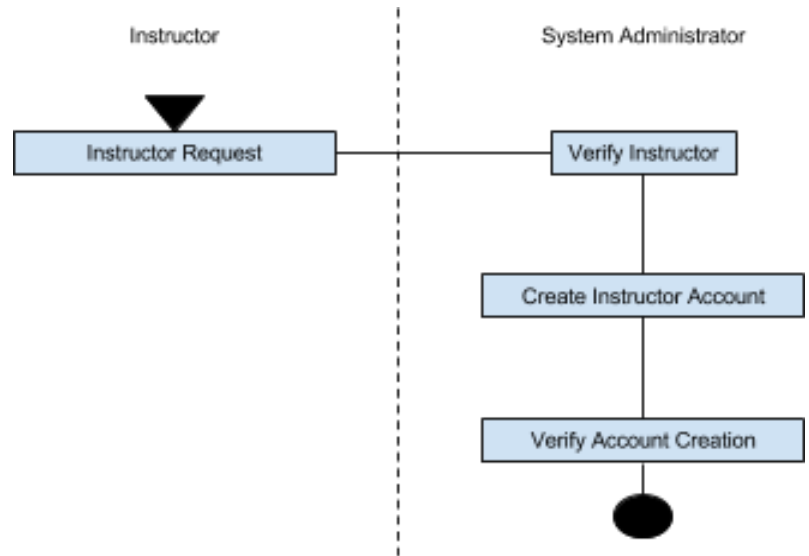 Instructor
System Administrator
Instructor Request
Verify Instructor
Create Instructor Account
Verify Account Creation